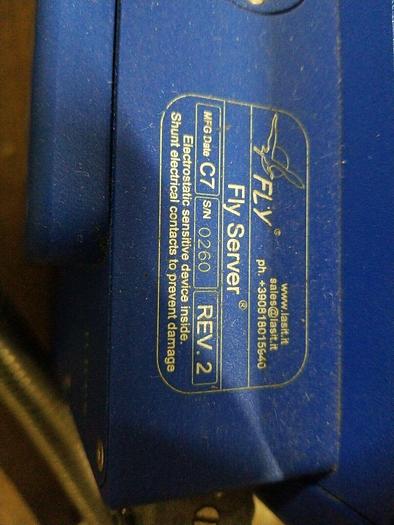 FLY®
www.lasit.it
sales@lasit.it
ph. +390818015640
Fly Server®
MFG Date C7 S/N 0260 REV. 2
Electrostatic sensitive device inside.
Shunt electrical contacts to prevent damage